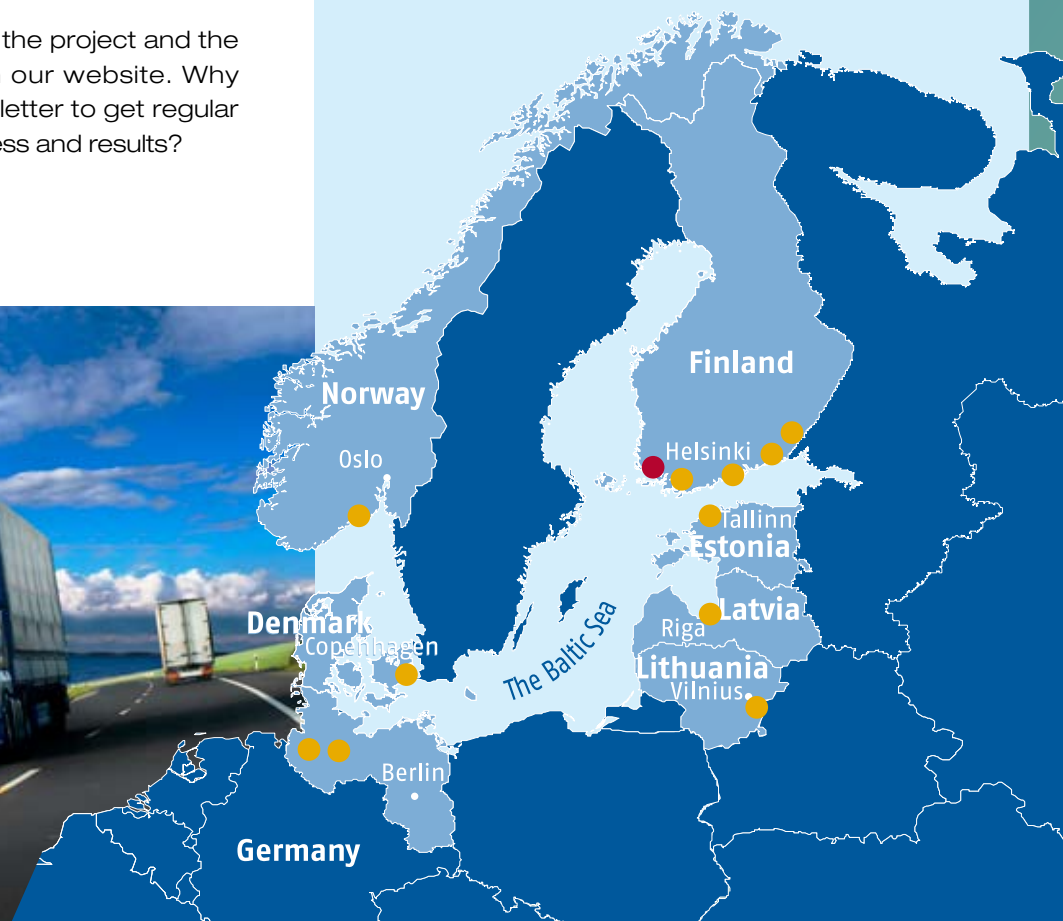 the project and the
our website. Why
letter to get regular
and results?
Finland
Norway
Helsinki
Oslo
Tallinn
Estonia
Latvia
Denmark
Riga
Copenhagen
The Baltic Sea
Lithuania
Vilnius
Berlin
Germany